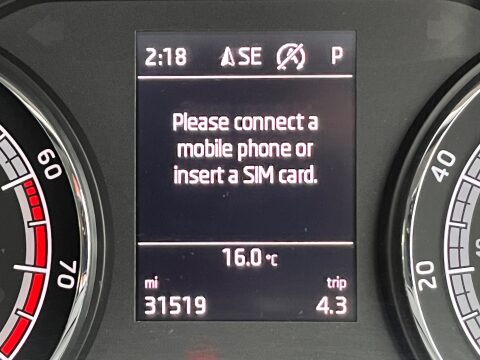 2:18 SE P
Please connect a
mobile phone or
insert a SIM card.
16.0 °C
mi trip
31519 4.3
60
70
40
20